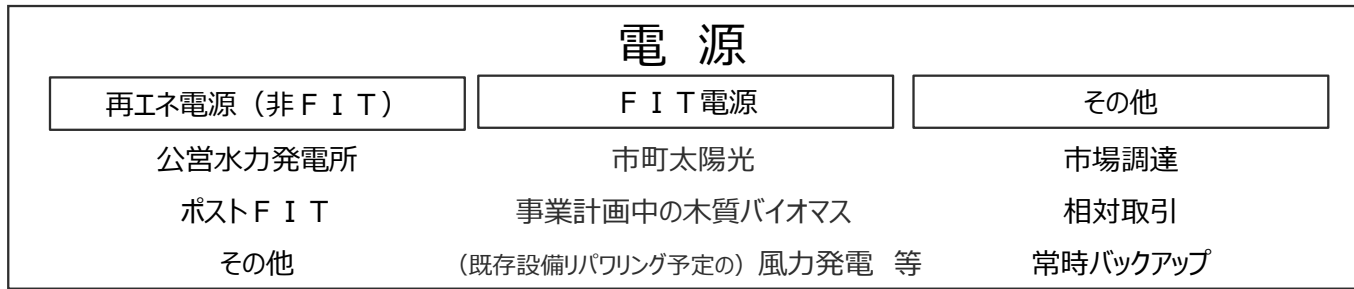 電 源
再エネ電源（非ＦＩＴ） ＦＩＴ電源 その他
公営水力発電所 市町太陽光 市場調達
ポストＦＩＴ 事業計画中の木質バイオマス 相対取引
その他 （既存設備リパワリング予定の）風力発電 等 常時バックアップ